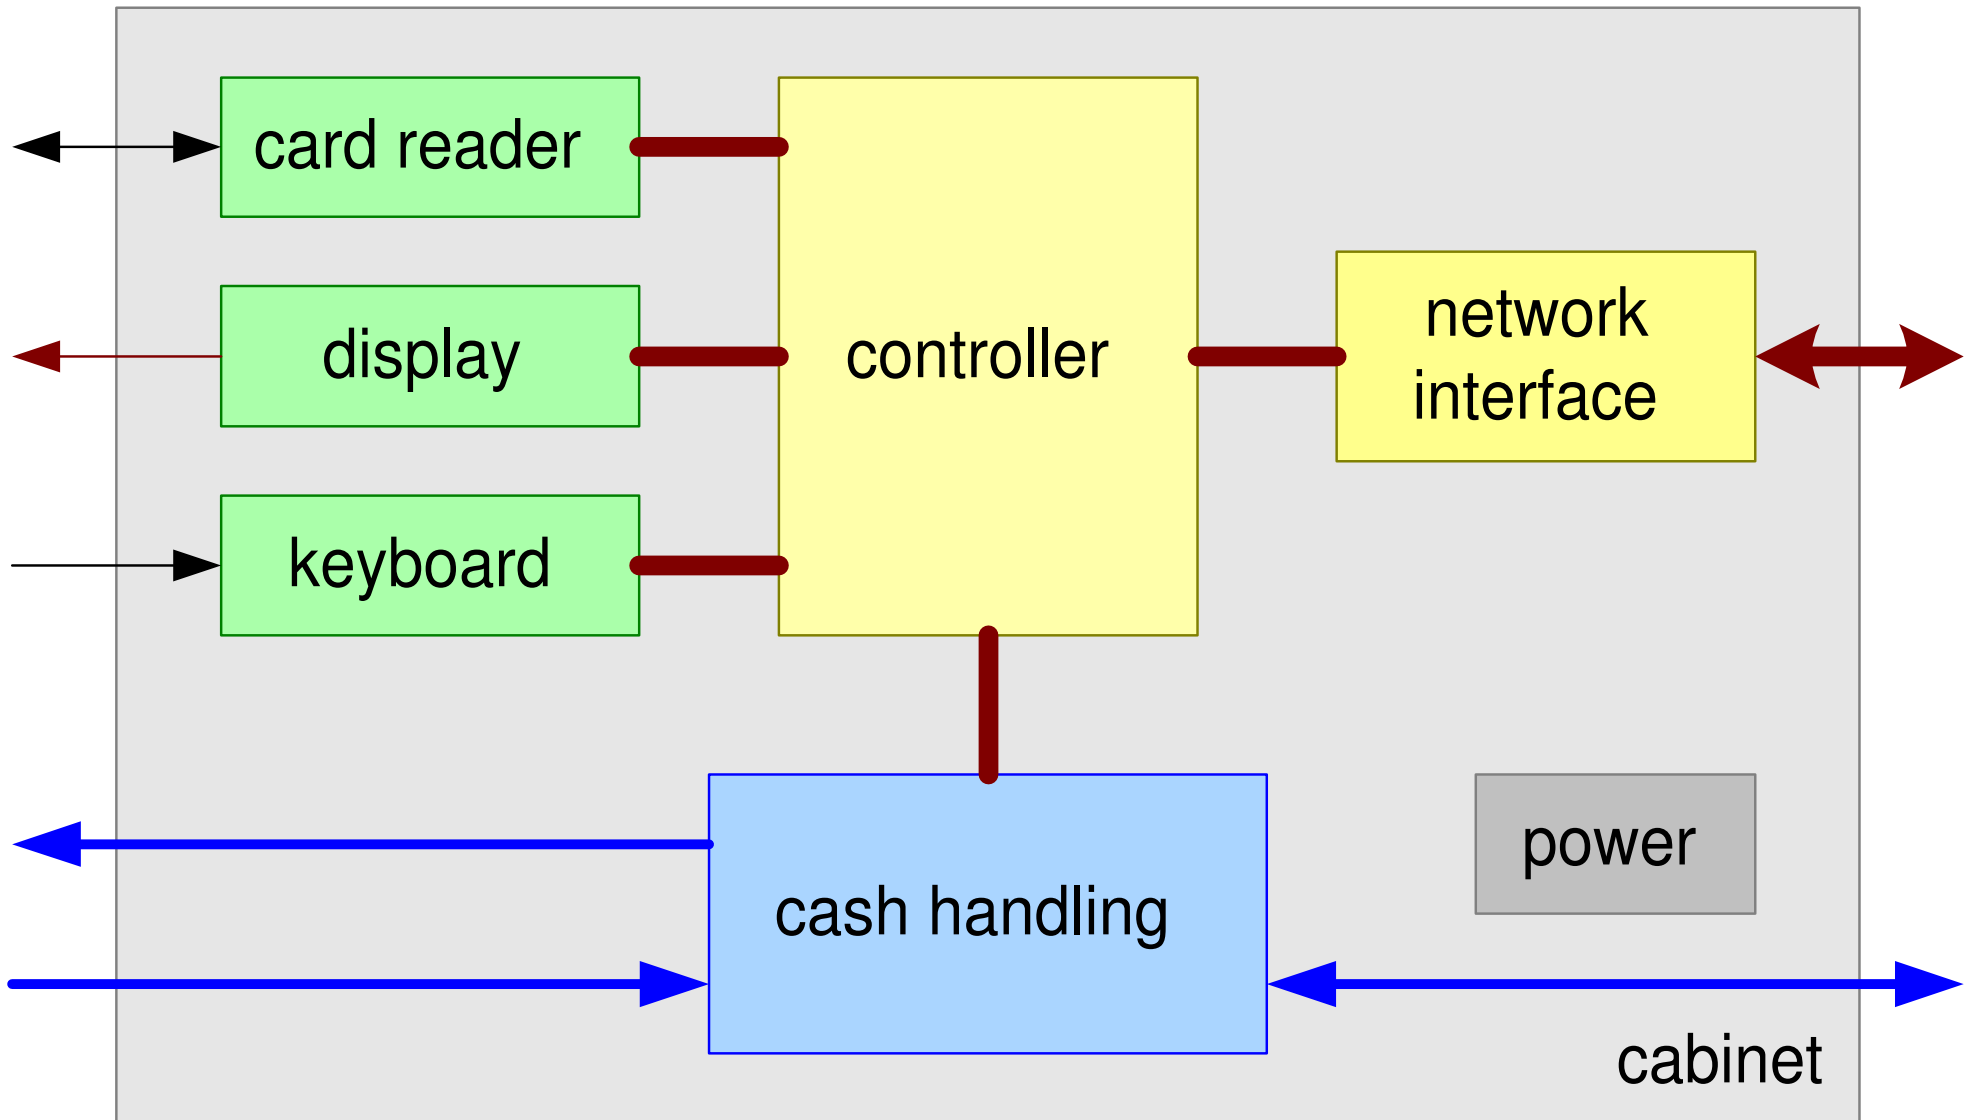 card reader
display
keyboard
controller
network
interface
cash handling
power
cabinet